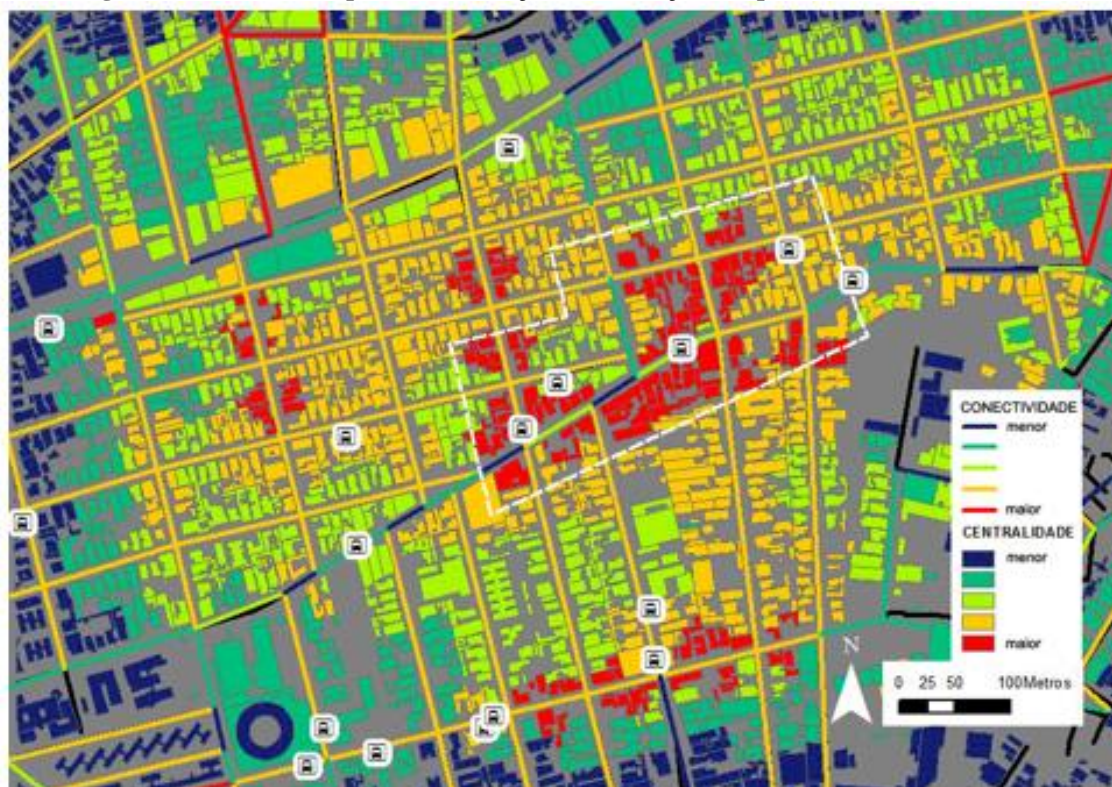 CONECTIVIDADE
menor
maior
CENTRALIDADE
menor
maior
N
0 25 50 100Metros